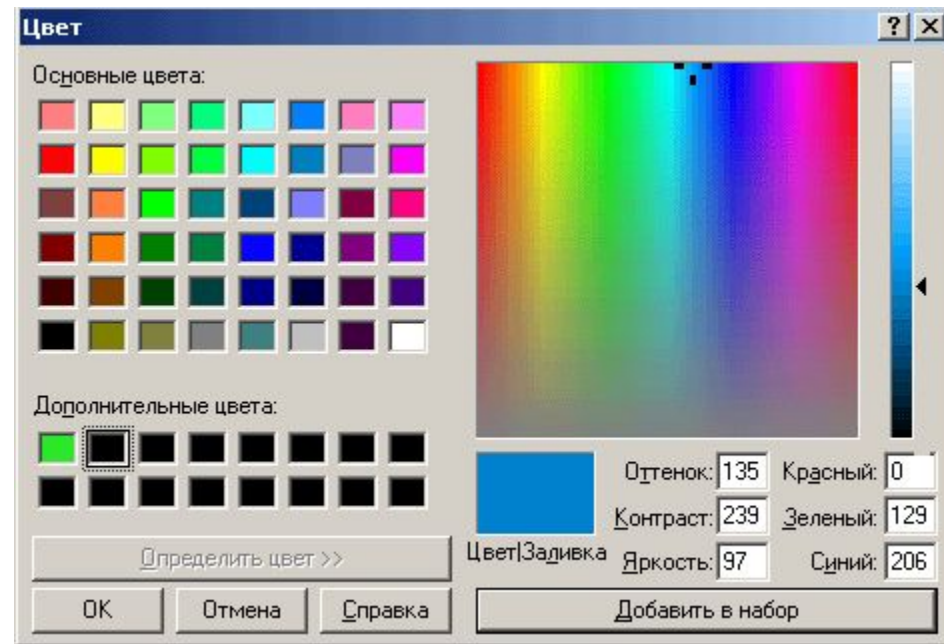 Цвет
Основные цвета:
Дополнительные цвета:
Определить цвет >>
ОК Отмена Справка
Оттенок: 135 Красный: 0
Контраст: 239 Зеленый: 129
Цвет|Заливка Яркость: 97 Синий: 206
Добавить в набор